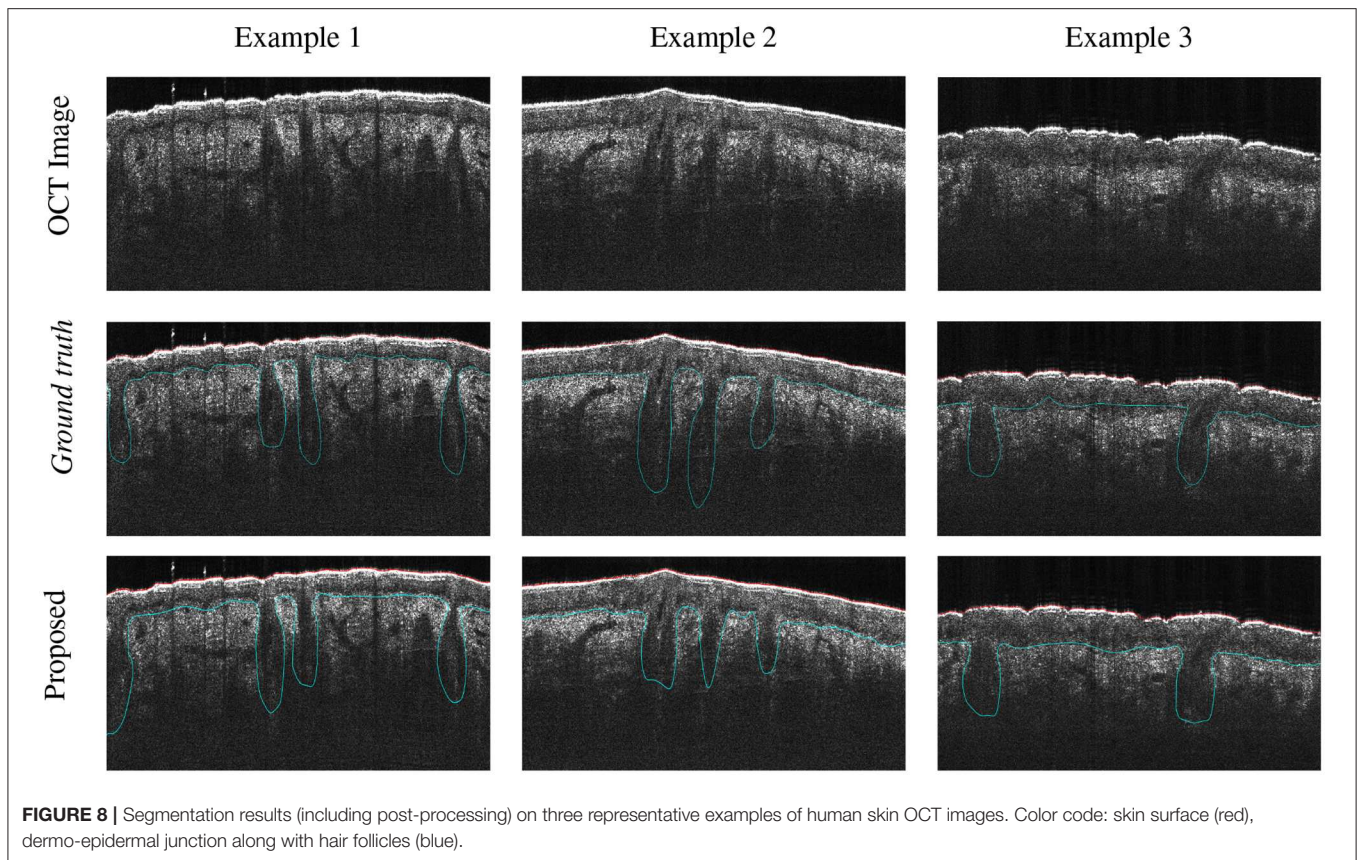 Example 1
Example 2
Example 3
OCT Image
Ground truth
Proposed
FIGURE 8 | Segmentation results (including post-processing) on three representative examples of human skin OCT images. Color code: skin surface (red),
dermo-epidermal junction along with hair follicles (blue).